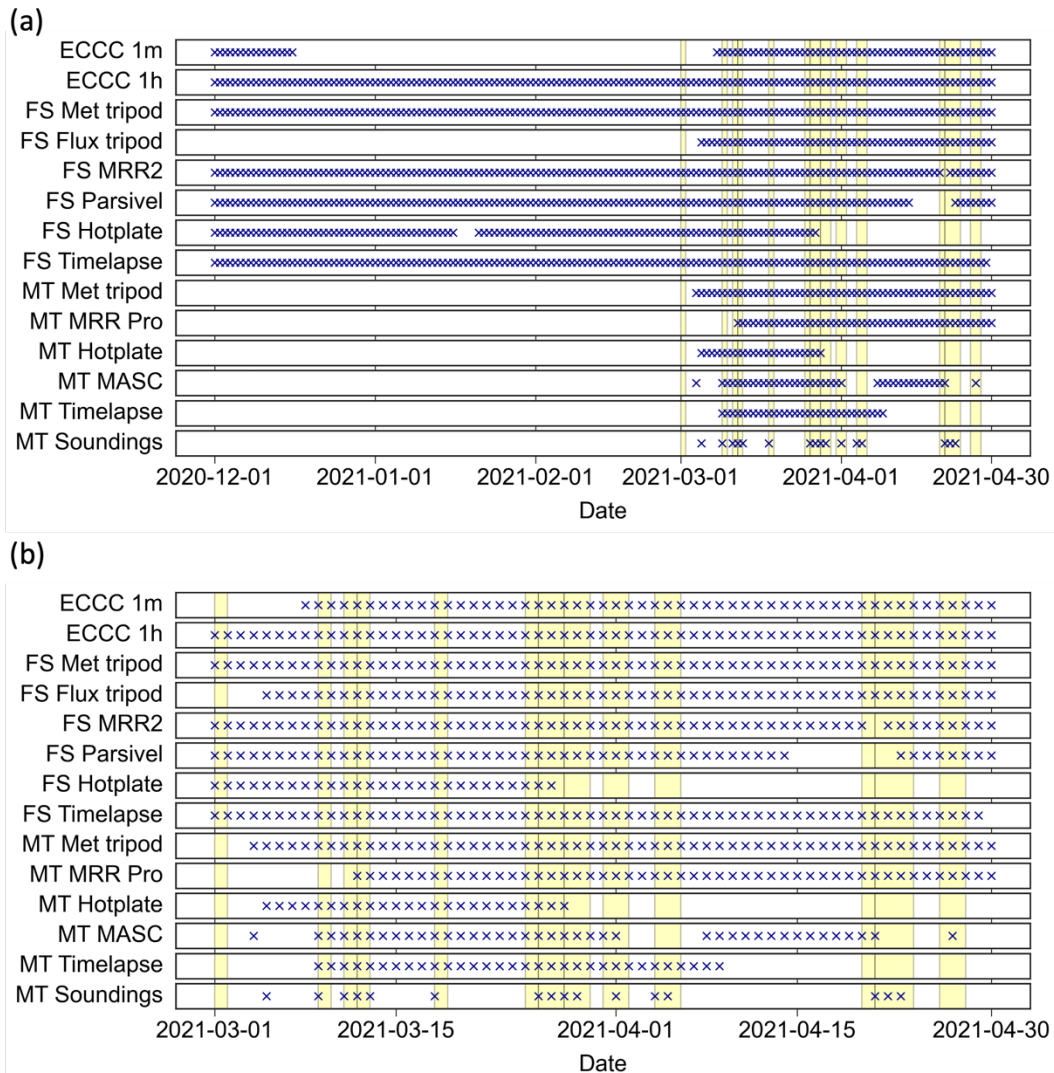 (a)
ECCC 1m
ECCC 1h
FS Met tripod
FS Flux tripod
FS MRR2
FS Parsivel
FS Hotplate
FS Timelapse
MT Met tripod
MT MRR Pro
MT Hotplate
MT MASC
MT Timelapse
MT Soundings
2020-12-01 2021-01-01 2021-02-01 2021-03-01 2021-04-01 2021-04-30
Date
(b)
ECCC 1m
ECCC 1h
FS Met tripod
FS Flux tripod
FS MRR2
FS Parsivel
FS Hotplate
FS Timelapse
MT Met tripod
MT MRR Pro
MT Hotplate
MT MASC
MT Timelapse
MT Soundings
2021-03-01 2021-03-15 2021-04-01 2021-04-15 2021-04-30
Date